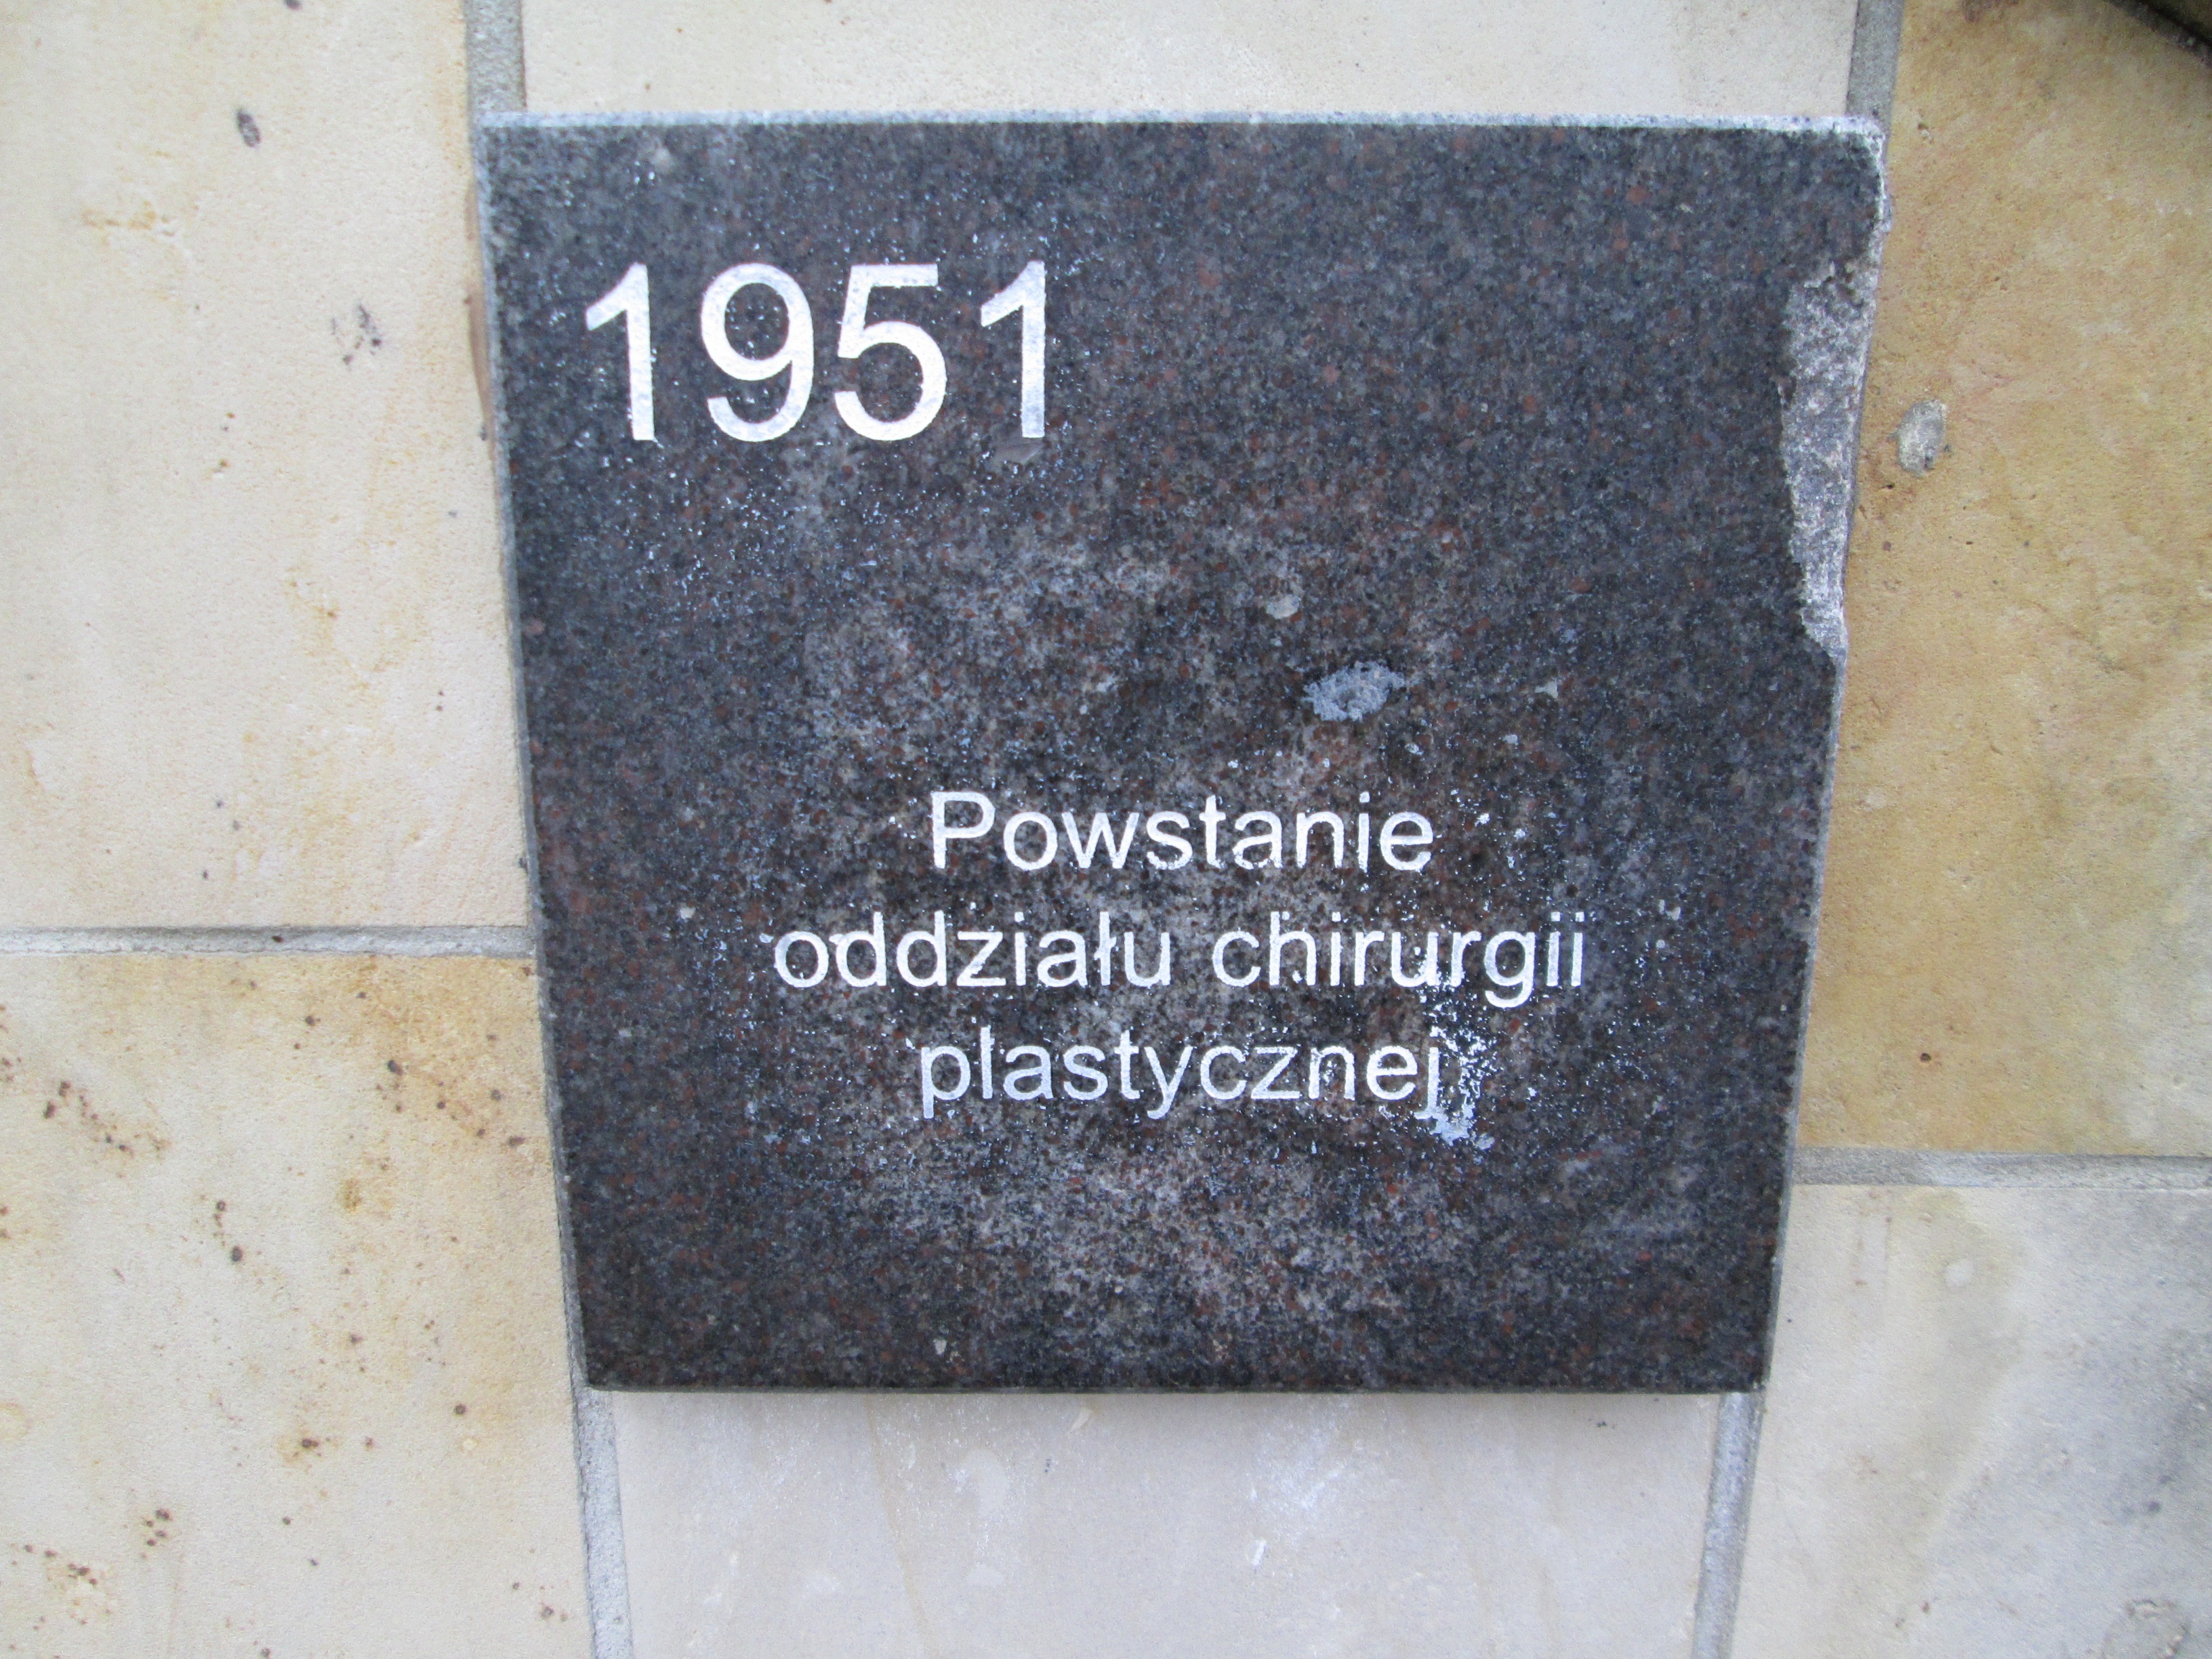 1951
Powstanie
oddziału chirurgii
plastycznej